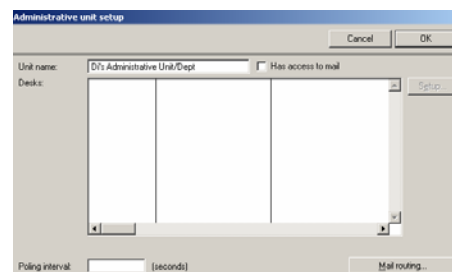 Administrative unit setup
Cancel OK
Unit name: Di's Administrative Unit/Dept Has access to mail
Desks: Setup...
Poling interval: (seconds) Mail routing...